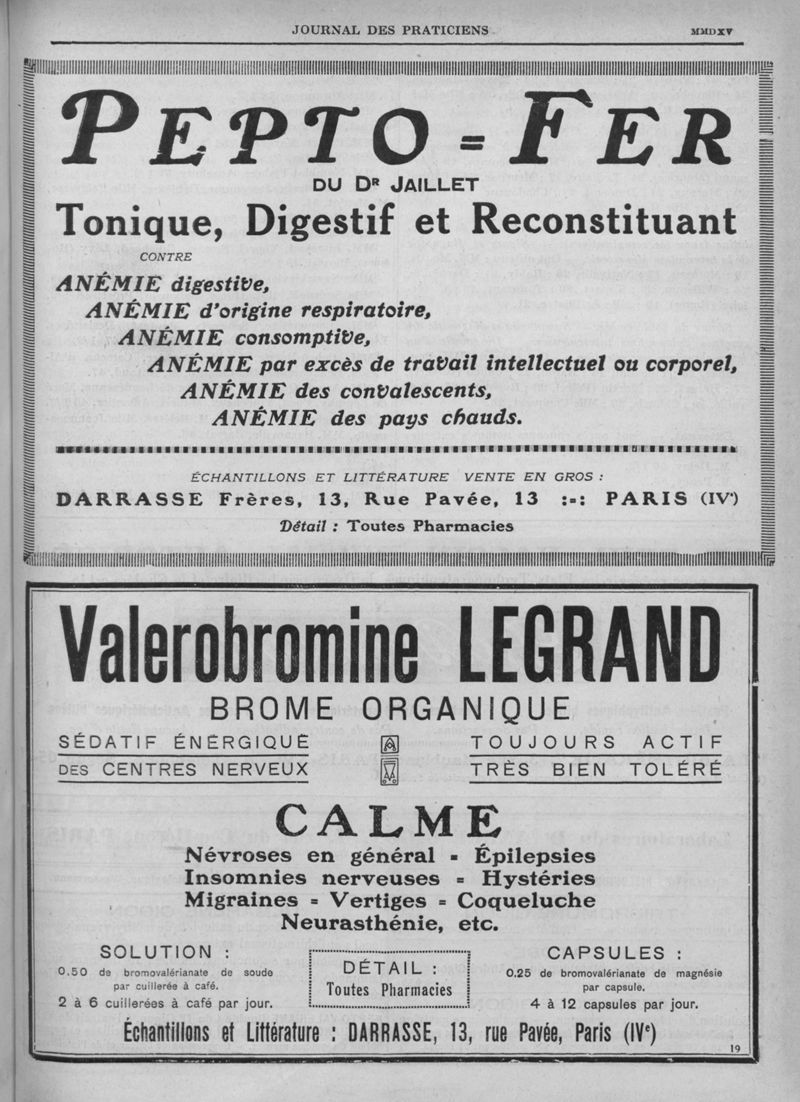 JOURNAL DES PRATICIENS
MMDXV
PEPTO=FER
DU DR JAILLET
Tonique, Digestif et Reconstituant
CONTRE
ANÉMIE digestive,
ANÉMIE d'origine respiratoire,
ANÉMIE consomptive,
ANÉMIE par excès de travail intellectuel ou corporel,
ANÉMIE des convalescents,
ANÉMIE des pays chauds.
ÉCHANTILLONS ET LITTÉRATURE VENTE EN GROS :
DARRASSE Frères, 13, Rue Pavée, 13 :=: PARIS (IVe)
Détail : Toutes Pharmacies
Valerobromine LEGRAND
BROME ORGANIQUE
SÉDATIF ÉNERGIQUE
DES CENTRES NERVEUX
TOUJOURS ACTIF
TRÈS BIEN TOLÉRÉ
CALME
Névroses en général = Épilepsies
Insomnies nerveuses = Hystéries
Migraines = Vertiges = Coqueluche
Neurasthénie, etc.
SOLUTION :
0,50 de bromovalérianate de soude
par cuillerée à café.
2 à 6 cuillerées à café par jour.
DÉTAIL :
Toutes Pharmacies
CAPSULES :
0.25 de bromovalérianate de magnésie
par capsule.
4 à 12 capsules par jour.
Échantillons et Littérature : DARRASSE, 13, rue Pavée, Paris (IVe)
19